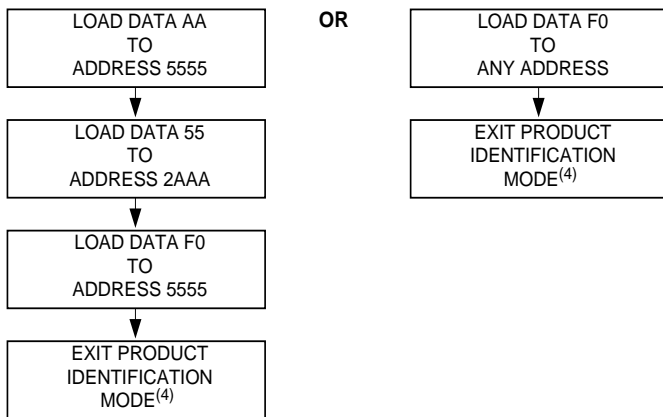 LOAD DATA AA
TO
ADDRESS 5555
LOAD DATA 55
TO
ADDRESS 2AAA
LOAD DATA F0
TO
ADDRESS 5555
EXIT PRODUCT
IDENTIFICATION
MODE(4)
OR
LOAD DATA F0
TO
ANY ADDRESS
EXIT PRODUCT
IDENTIFICATION
MODE(4)